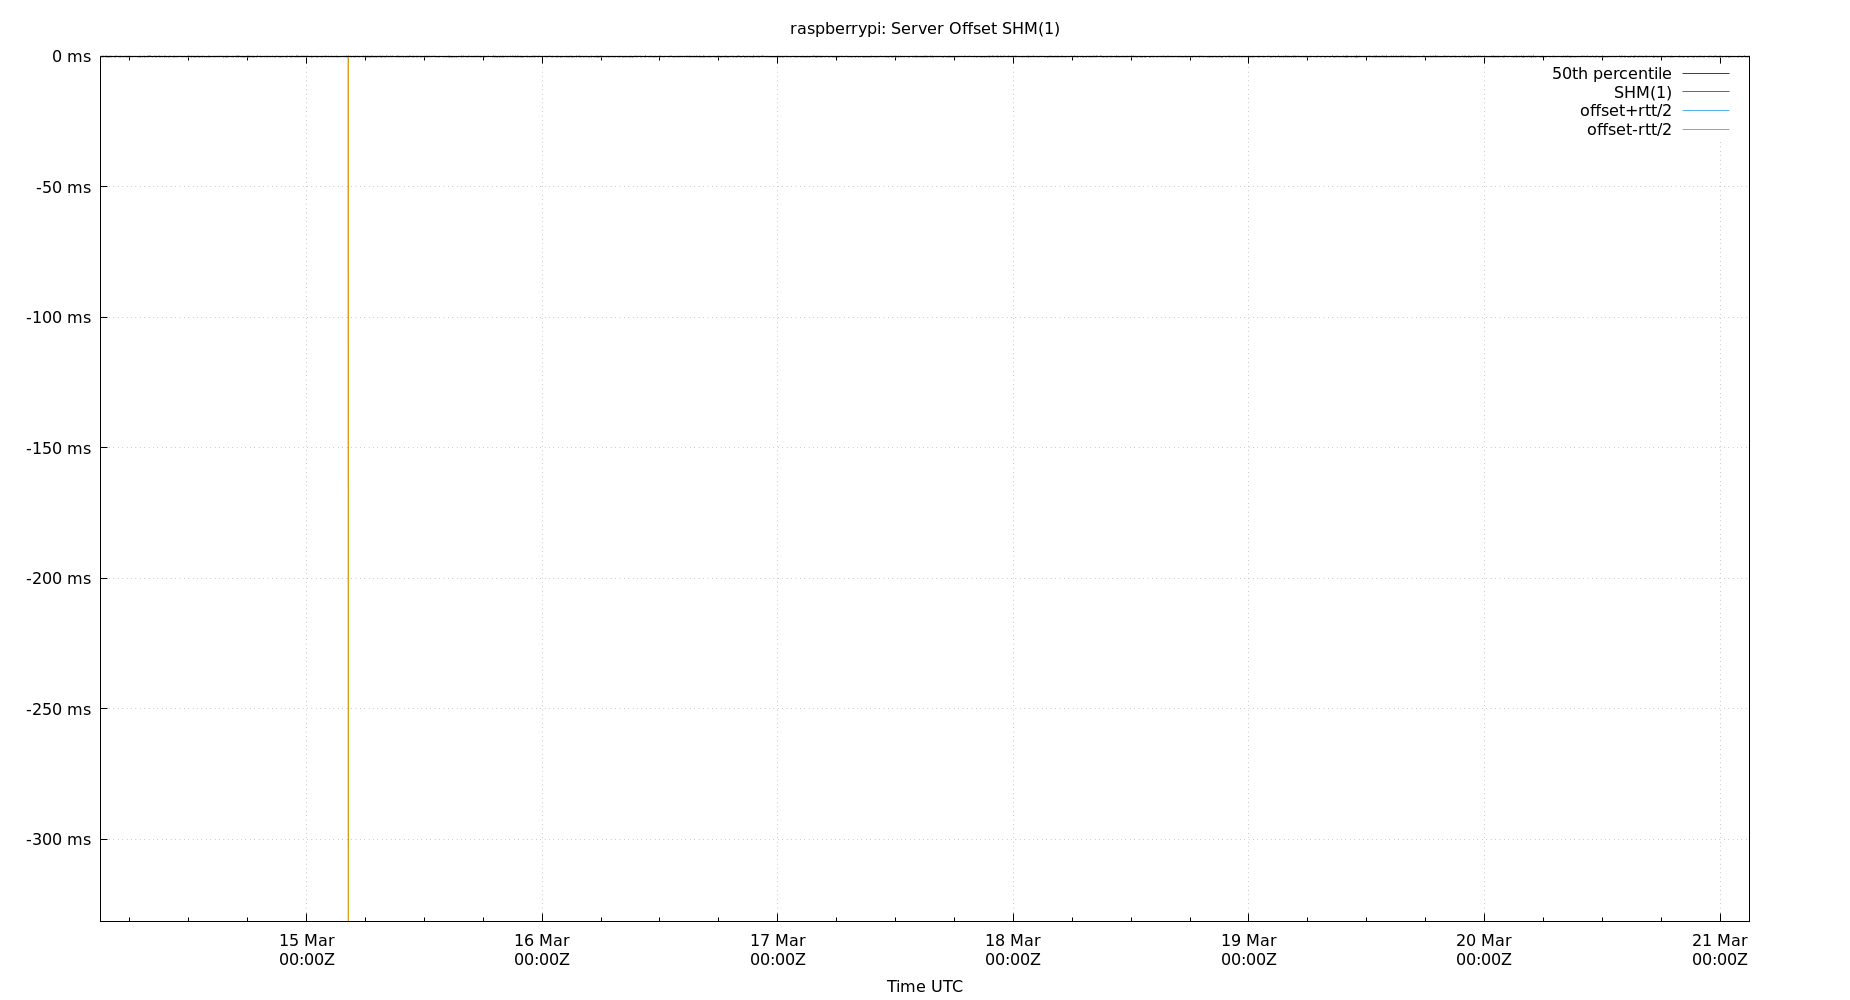 raspberrypi: Server Offset SHM(1)
0 ms
50th percentile
SHM(1)
offset+rtt/2
offset-rtt/2
-50 ms
-100 ms
-150 ms
-200 ms
-250 ms
-300 ms
15 Mar 16 Mar 17 Mar 18 Mar 19 Mar 20 Mar 21 Mar
00:00Z 00:00Z 00:00Z 00:00Z 00:00Z 00:00Z 00:00Z
Time UTC